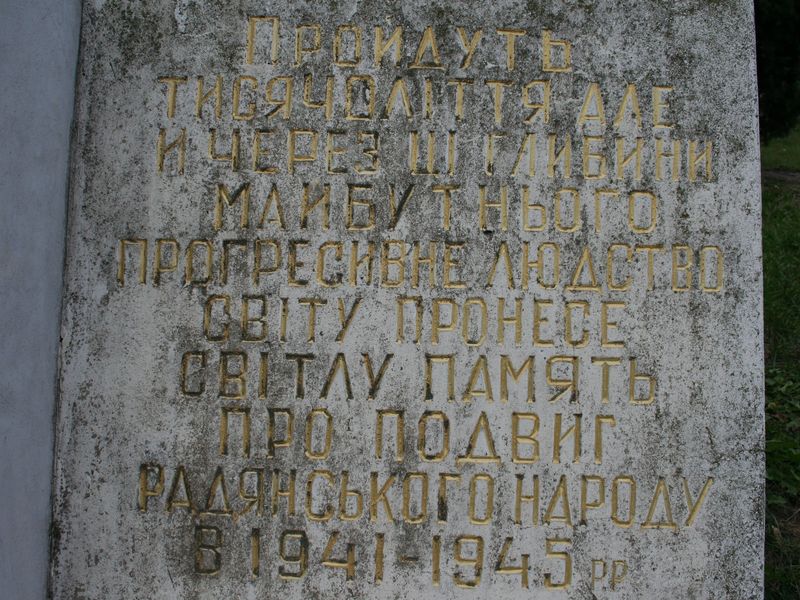 ПРОЙДУТЬ
ТИСЯЧОЛІТТЯ АЛЕ
И ЧЕРЕЗ ЦІ ГЛИБИНИ
МАЙБУТНЬОГО
ПРОГРЕСИВНЕ ЛЮДСТВО
СВІТУ ПРОНЕСЕ
СВІТЛУ ПАМЯТЬ
ПРО ПОДВИГ
РАДЯНСЬКОГО НАРОДУ
В 1941-1945 рр